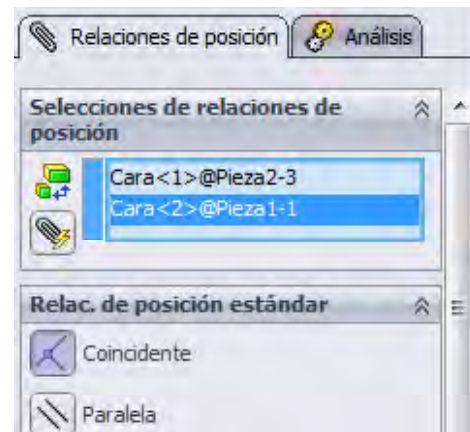 Relaciones de posición Análisis
Selecciones de relaciones de
posición
Cara<1>@Pieza2-3
Cara<2>@Pieza1-1
Relac. de posición estándar
Coincidente
Paralela